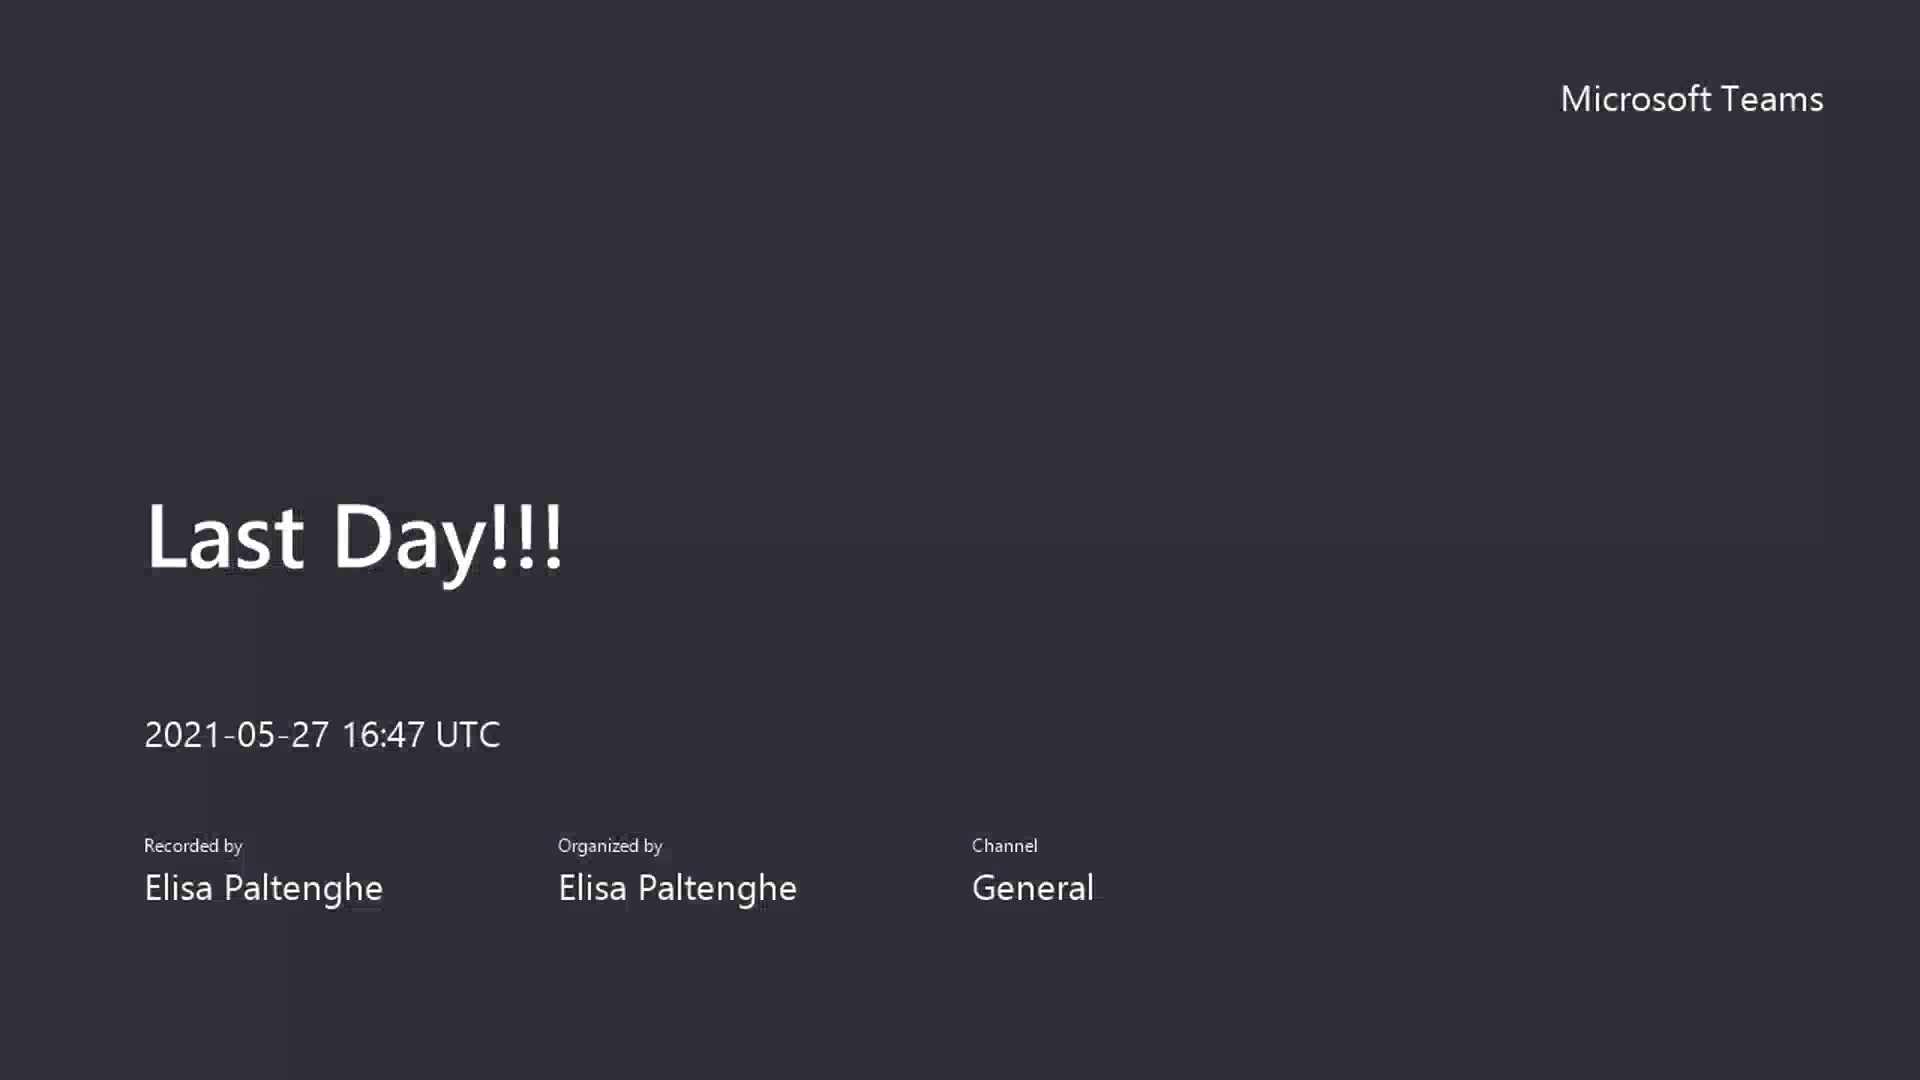 Microsoft Teams
Last Day!!!
2021-05-27 16:47 UTC
Recorded by
Elisa Paltenghe
Organized by
Elisa Paltenghe
Channel
General